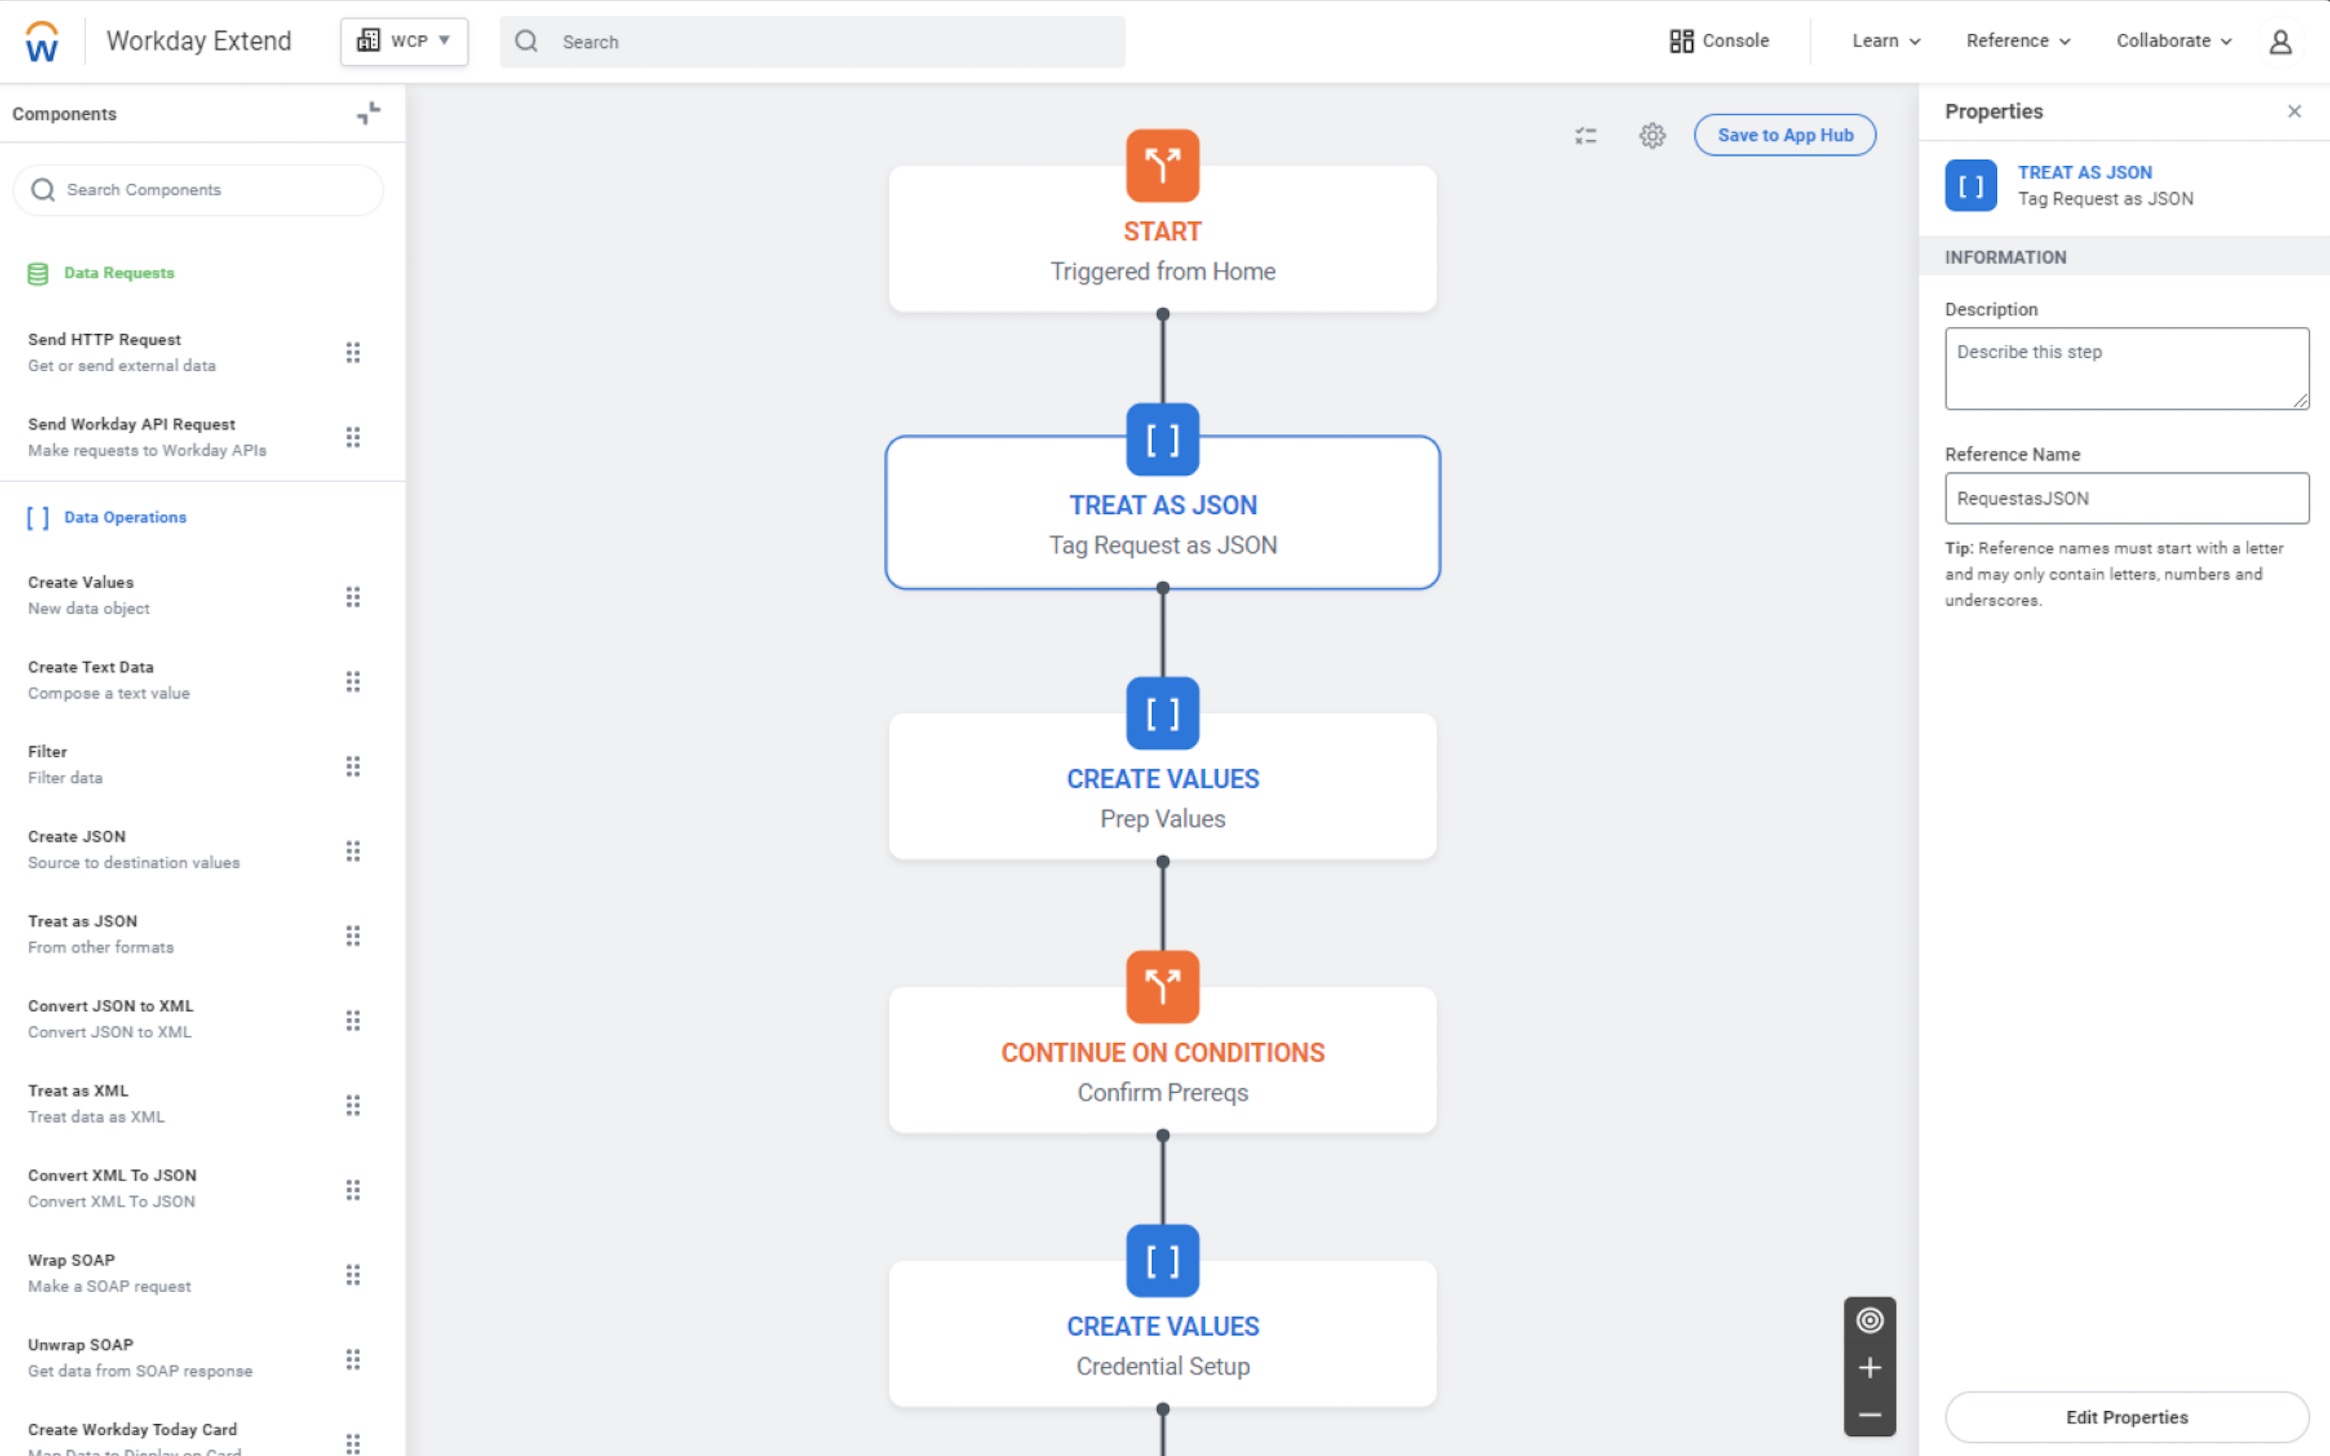 Workday Extend
WCP
Search
Console
Learn
Reference
Collaborate
Components
Search Components
Data Requests
Send HTTP Request
Get or send external data
Send Workday API Request
Make requests to Workday APIs
Data Operations
Create Values
New data object
Create Text Data
Compose a text value
Filter
Filter data
Create JSON
Source to destination values
Treat as JSON
From other formats
Convert JSON to XML
Convert JSON to XML
Treat as XML
Treat data as XML
Convert XML To JSON
Convert XML To JSON
Wrap SOAP
Make a SOAP request
Unwrap SOAP
Get data from SOAP response
Create Workday Today Card
Map Data to Display on Card
Save to App Hub
START
Triggered from Home
TREAT AS JSON
Tag Request as JSON
CREATE VALUES
Prep Values
CONTINUE ON CONDITIONS
Confirm Prereqs
CREATE VALUES
Credential Setup
Properties
TREAT AS JSON
Tag Request as JSON
INFORMATION
Description
Describe this step
Reference Name
RequestasJSON
Tip: Reference names must start with a letter
and may only contain letters, numbers and
underscores.
Edit Properties